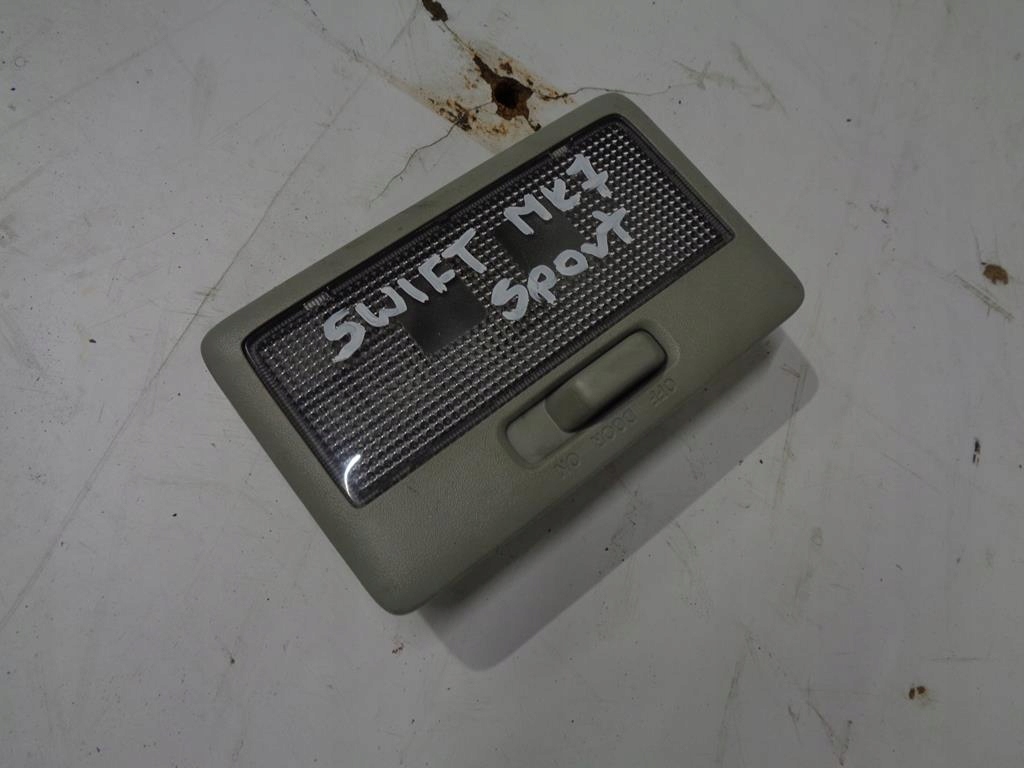 SWIFT MK7
Sport
OFF DOOR ON